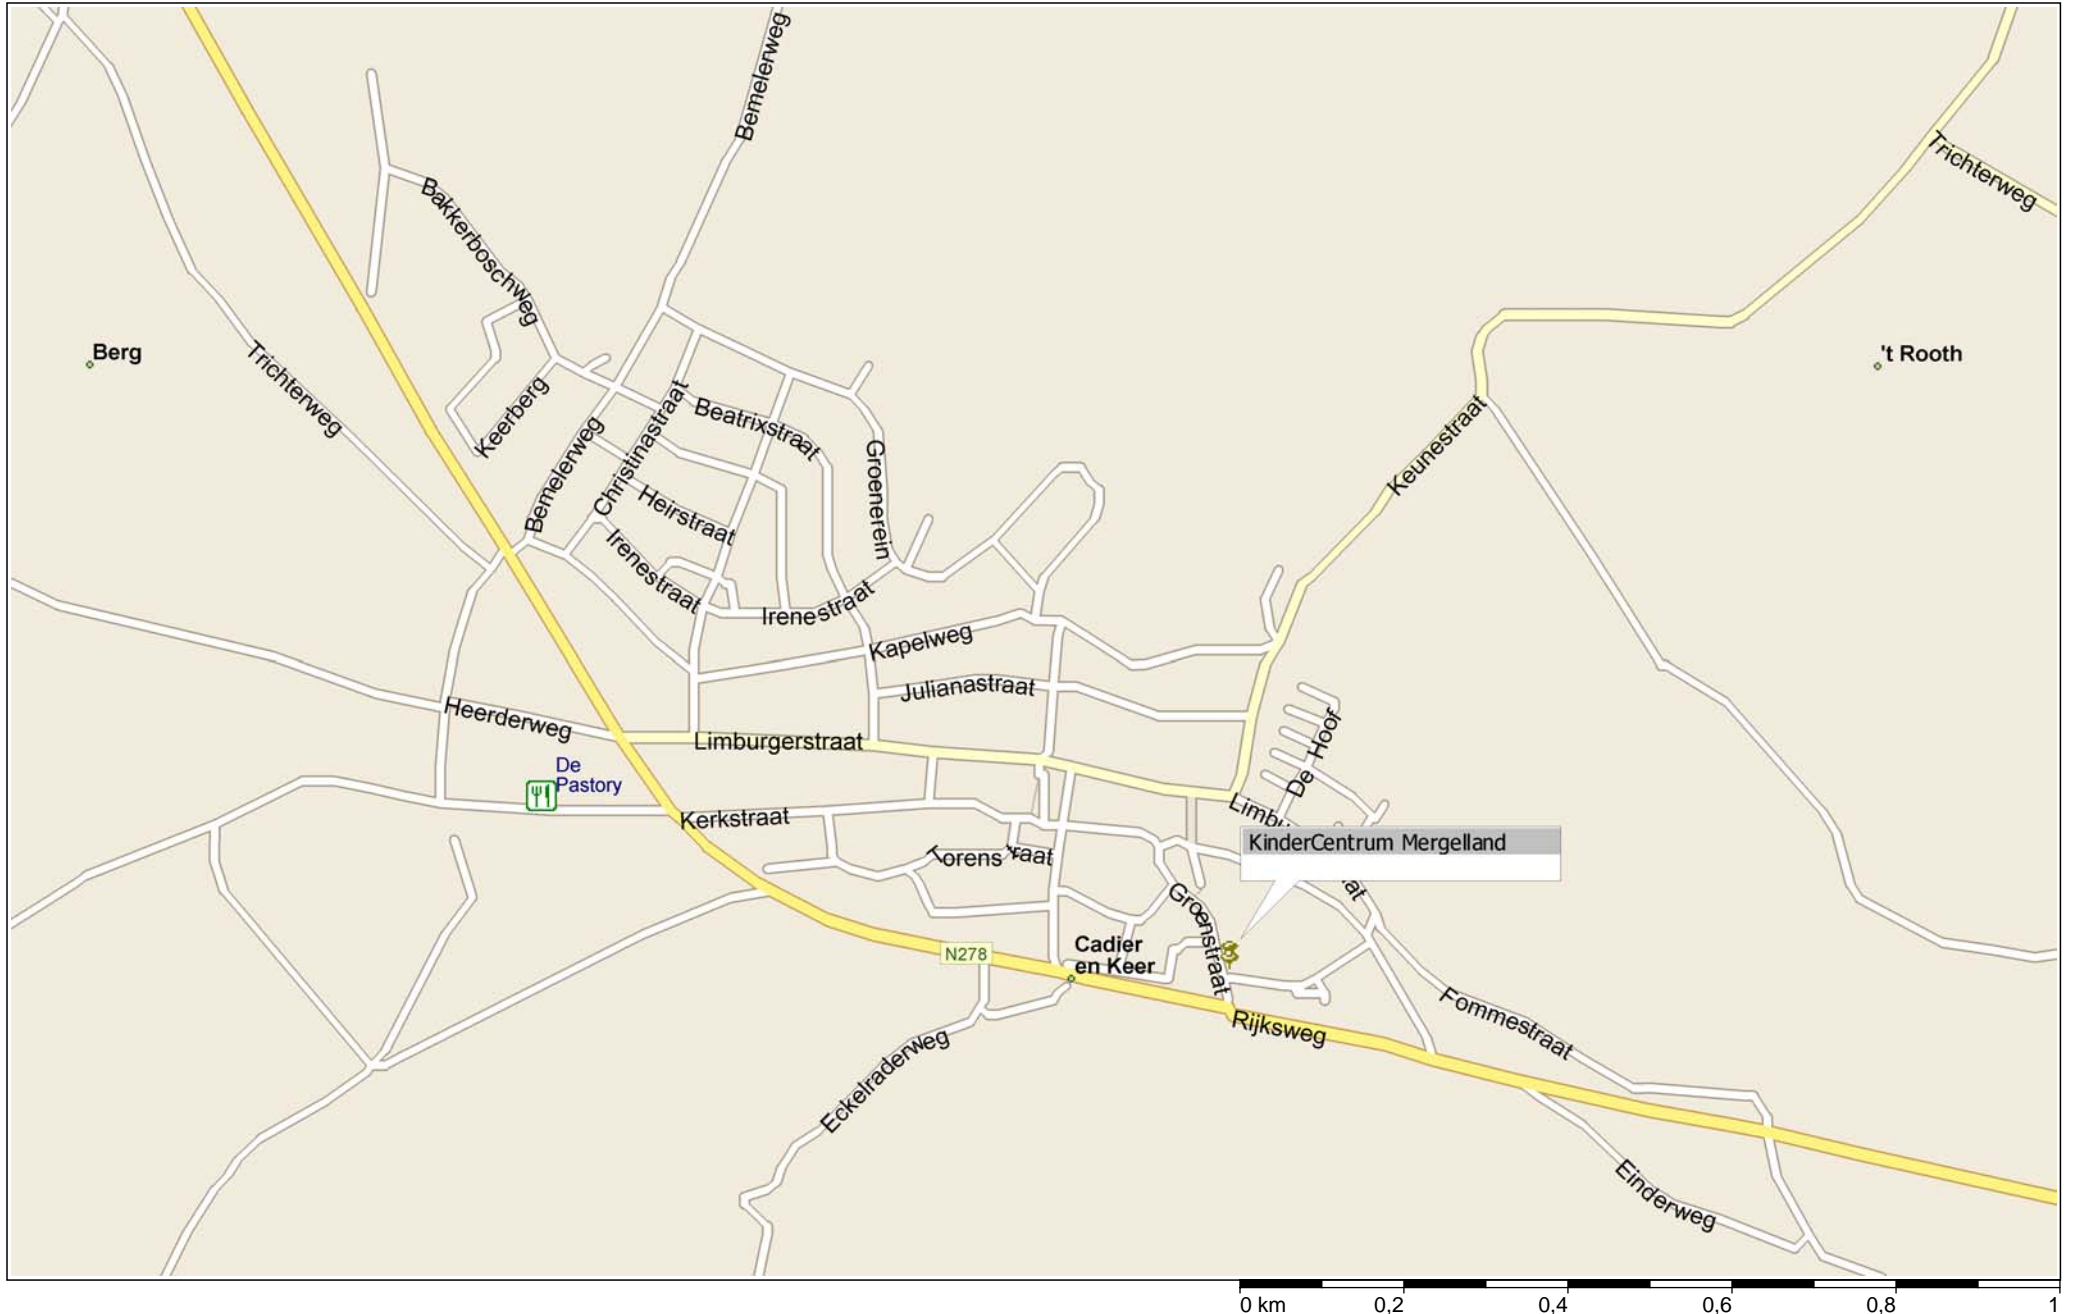 Bemelerweg
Trichterweg
Bakkerboschweg
Berg
Trichterweg
't Rooth
Keerberg
Bemelerweg
Christinastraat
Beatrixstraat
Groenerein
Keunestraat
Heirstraat
Irenestraat
Irenestraat
Kapelweg
Julianastraat
Heerderweg
Limburgerstraat
De Hoof
De
Pastory
Kerkstraat
KinderCentrum Mergelland
Groenstraat
N278
Cadier
en Keer
Rijksweg
Fommestraat
Eckelraderweg
Einderweg
0 km
0,2
0,4
0,6
0,8
1